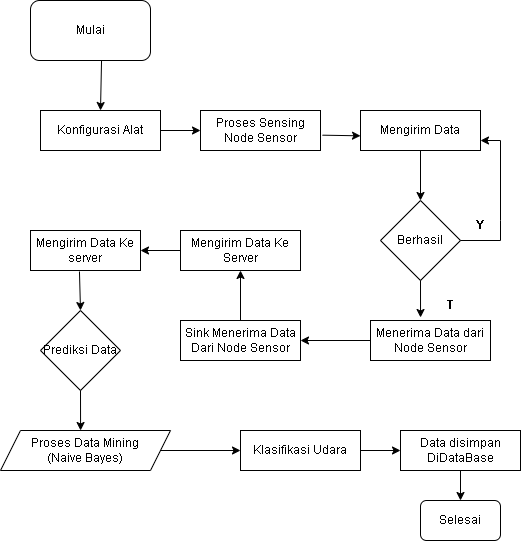 Mulai
Konfigurasi Alat
Proses Sensing
Node Sensor
Mengirim Data
Berhasil
Y
T
Menerima Data dari
Node Sensor
Sink Menerima Data
Dari Node Sensor
Mengirim Data Ke
Server
Mengirim Data Ke
server
Prediksi Data
Proses Data Mining
(Naive Bayes)
Klasifikasi Udara
Data disimpan
DiDataBase
Selesai